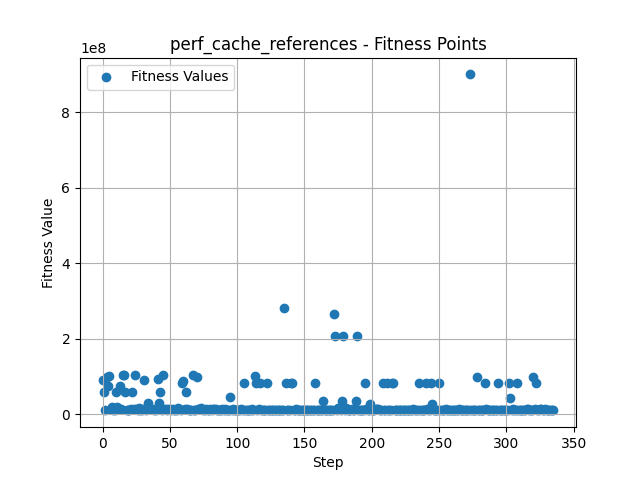 perf_cache_references - Fitness Points
1e8
Fitness Values
8
6
4
2
0
Fitness Value
0 50 100 150 200 250 300 350
Step